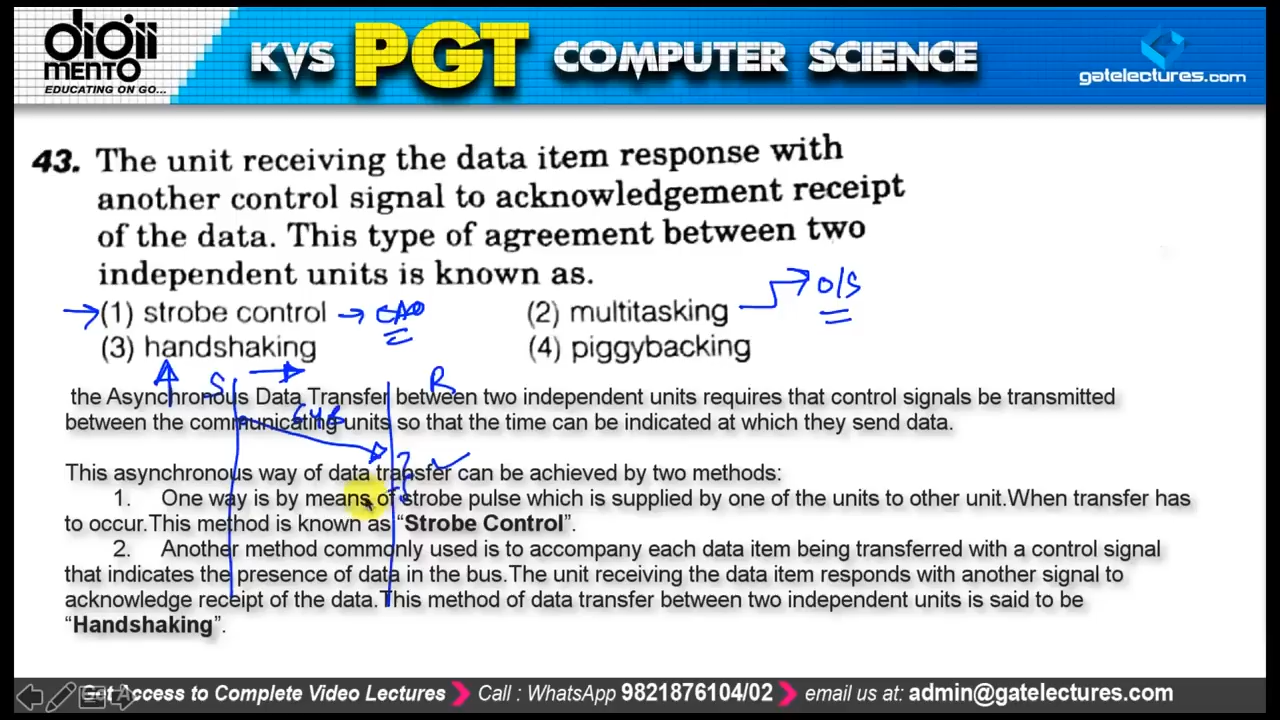 digii
MENTO
EDUCATING ON GO...
KVS PGT COMPUTER SCIENCE
gatelectures.com
43. The unit receiving the data item response with
another control signal to acknowledgement receipt
of the data. This type of agreement between two
independent units is known as.
(1) strobe control → CAO
(2) multitasking
O/S
(3) handshaking
(4) piggybacking
S
R
the Asynchronous Data Transfer between two independent units requires that control signals be transmitted
between the communicating units so that the time can be indicated at which they send data.
This asynchronous way of data transfer can be achieved by two methods:
1. One way is by means of strobe pulse which is supplied by one of the units to other unit.When transfer has
to occur.This method is known as “Strobe Control”.
2. Another method commonly used is to accompany each data item being transferred with a control signal
that indicates the presence of data in the bus.The unit receiving the data item responds with another signal to
acknowledge receipt of the data.This method of data transfer between two independent units is said to be
“Handshaking”.
Get Access to Complete Video Lectures Call : WhatsApp 9821876104/02 email us at: admin@gatelectures.com